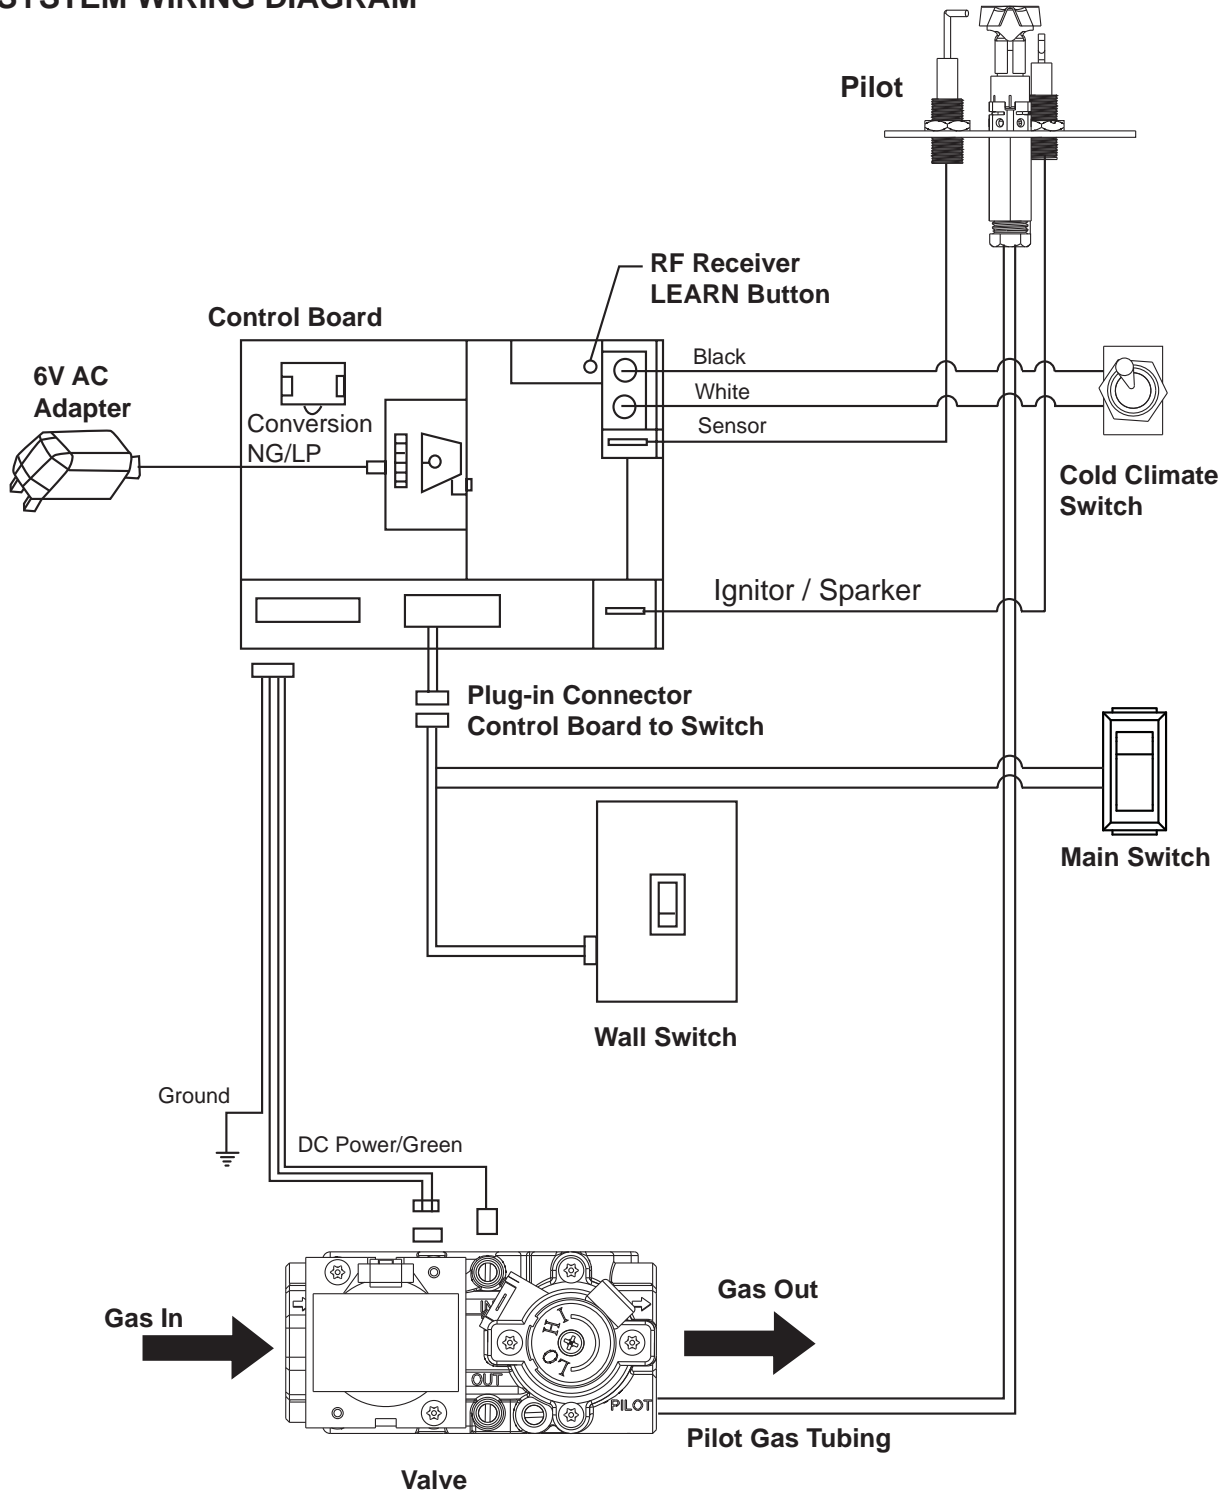 SYSTEM WIRING DIAGRAM
Pilot
RF Receiver
LEARN Button
Control Board
6V AC
Adapter
Conversion
NG/LP
Black
White
Sensor
Cold Climate
Switch
Ignitor / Sparker
Plug-in Connector
Control Board to Switch
Main Switch
Wall Switch
Ground
DC Power/Green
Gas In
Gas Out
IN
HI
LO
OUT
PILOT
Pilot Gas Tubing
Valve